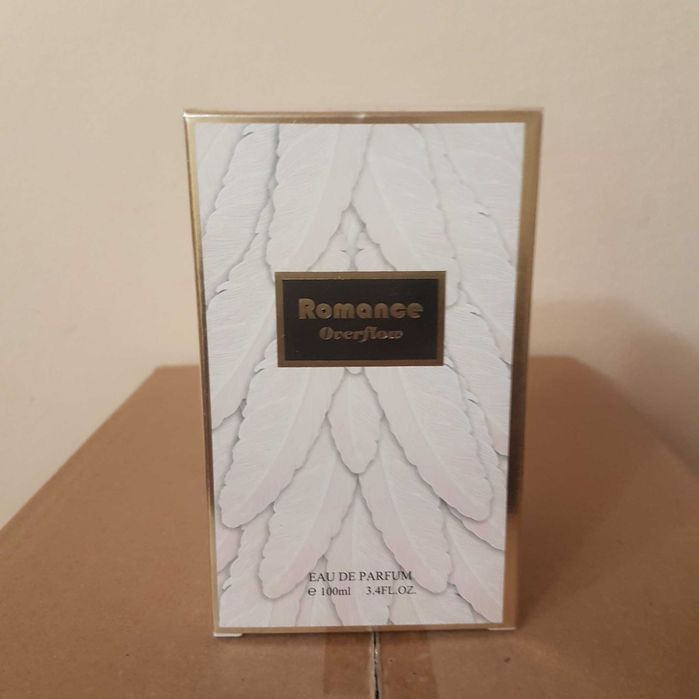 Romance
Overflow
EAU DE PARFUM
℮ 100ml 3.4FL.OZ.